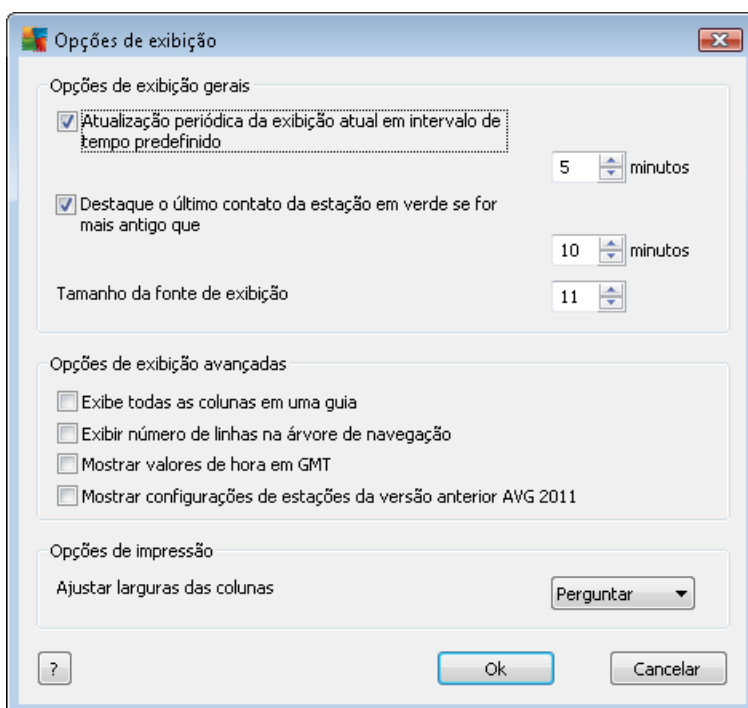 Opções de exibição
Opções de exibição gerais
Atualização periódica da exibição atual em intervalo de
tempo predefinido
5 minutos
Destaque o último contato da estação em verde se for
mais antigo que
10 minutos
Tamanho da fonte de exibição 11
Opções de exibição avançadas
Exibe todas as colunas em uma guia
Exibir número de linhas na árvore de navegação
Mostrar valores de hora em GMT
Mostrar configurações de estações da versão anterior AVG 2011
Opções de impressão
Ajustar larguras das colunas Perguntar
? Ok Cancelar